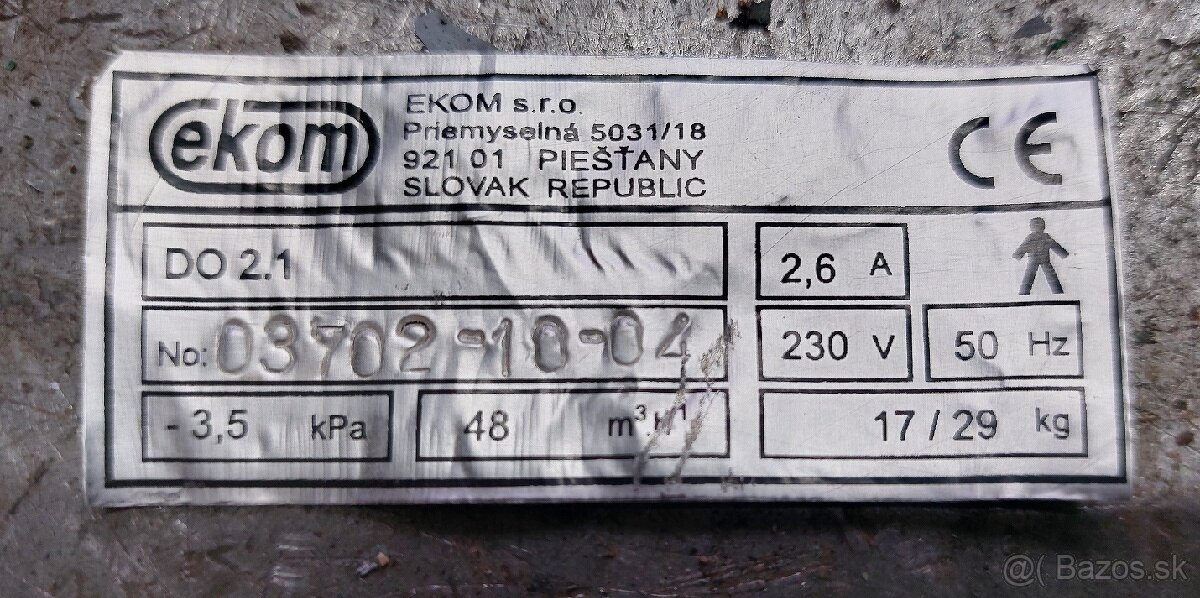 ekom
EKOM s.r.o.
Priemyselná 5031/18
921 01 PIEŠŤANY
SLOVAK REPUBLIC
CE
DO 2.1
2,6 A
No: 03702-10-04
230 V
50 Hz
- 3,5 kPa
48 m³ h⁻¹
17 / 29 kg
@( Bazos.sk